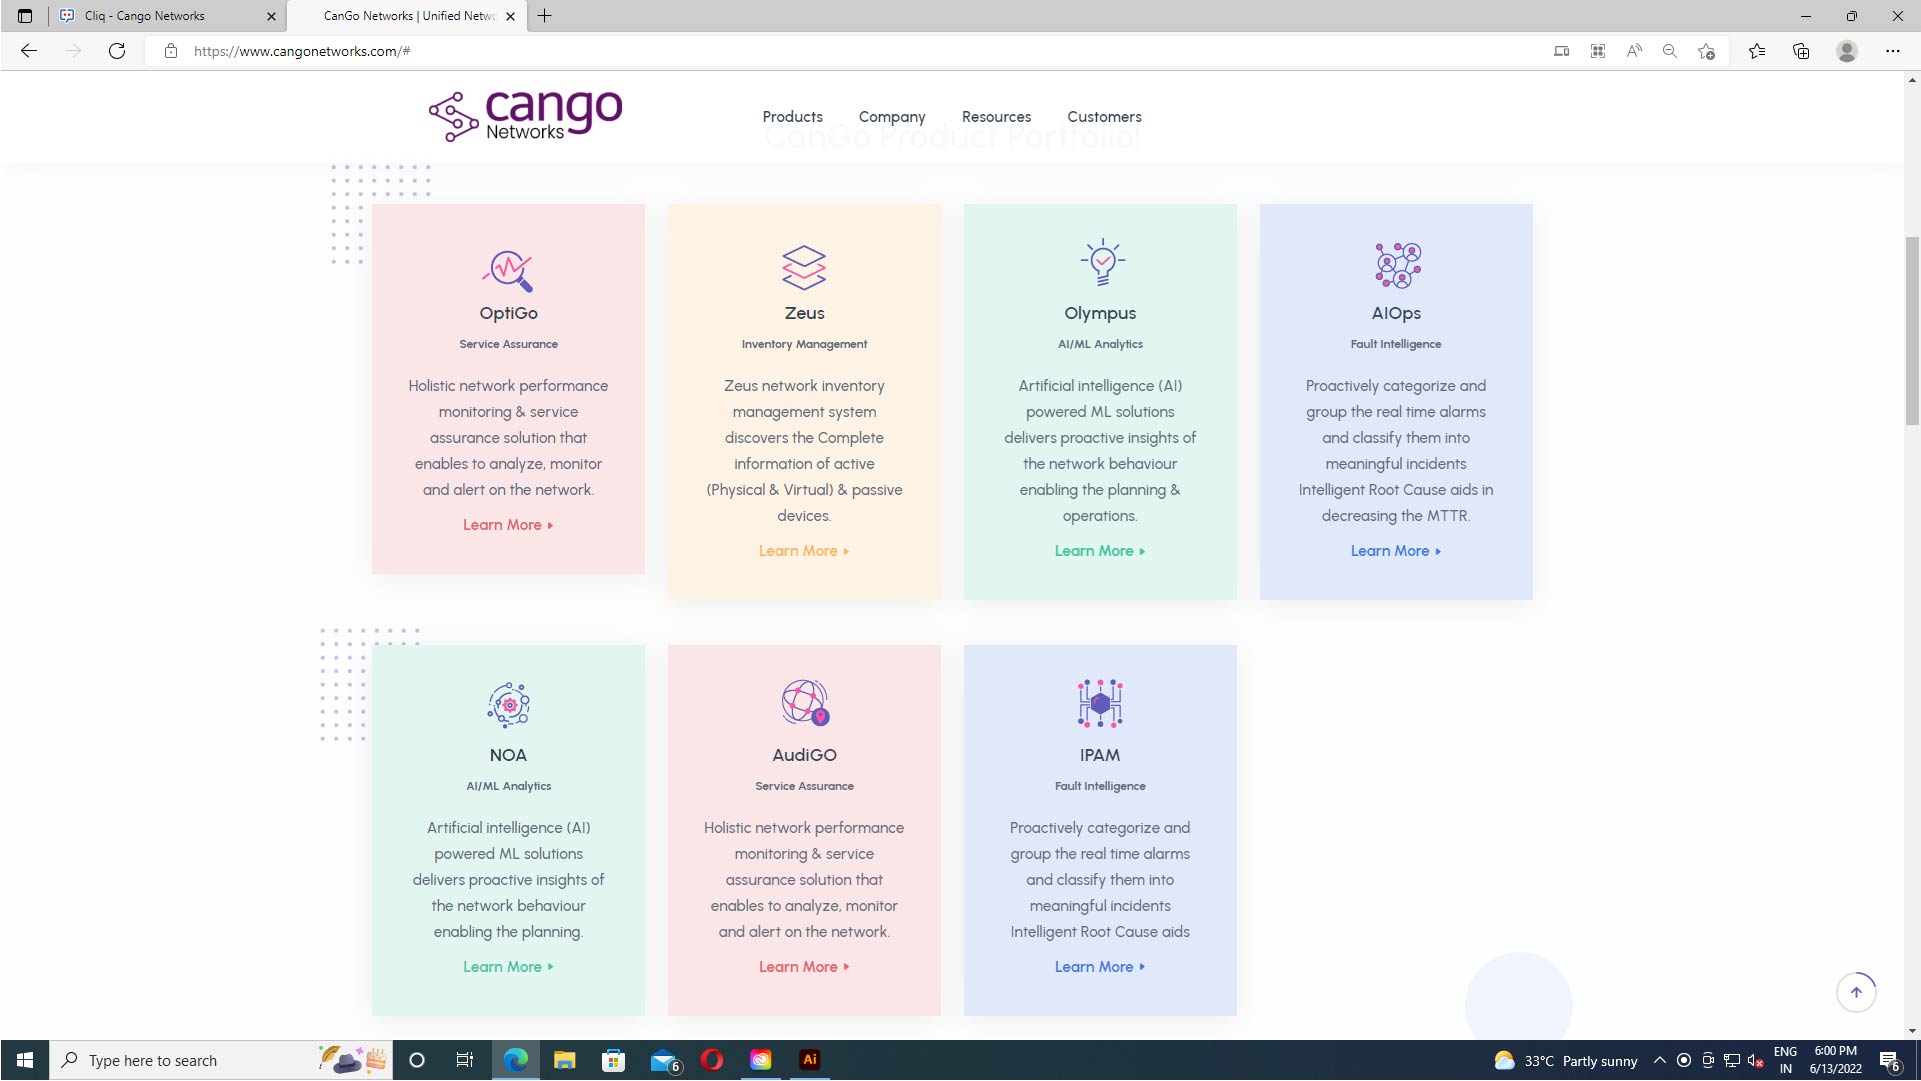 Cliq - Cango Networks
CanGo Networks | Unified Netwo
https://www.cangonetworks.com/#
cango
Networks
Products
Company
Resources
Customers
CanGo Product Portfolio!
OptiGo
Service Assurance
Holistic network performance
monitoring & service
assurance solution that
enables to analyze, monitor
and alert on the network.
Learn More
Zeus
Inventory Management
Zeus network inventory
management system
discovers the Complete
information of active
(Physical & Virtual) & passive
devices.
Learn More
Olympus
AI/ML Analytics
Artificial intelligence (AI)
powered ML solutions
delivers proactive insights of
the network behaviour
enabling the planning &
operations.
Learn More
AIOps
Fault Intelligence
Proactively categorize and
group the real time alarms
and classify them into
meaningful incidents
Intelligent Root Cause aids in
decreasing the MTTR.
Learn More
NOA
AI/ML Analytics
Artificial intelligence (AI)
powered ML solutions
delivers proactive insights of
the network behaviour
enabling the planning.
Learn More
AudiGO
Service Assurance
Holistic network performance
monitoring & service
assurance solution that
enables to analyze, monitor
and alert on the network.
Learn More
IPAM
Fault Intelligence
Proactively categorize and
group the real time alarms
and classify them into
meaningful incidents
Intelligent Root Cause aids
Learn More
Type here to search
6
Ai
33°C Partly sunny
ENG
IN
6:00 PM
6/13/2022
6